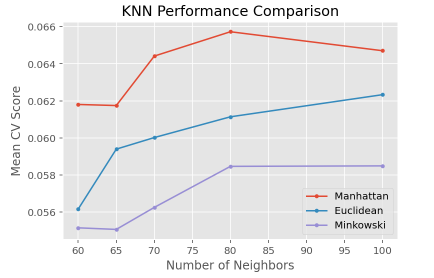 KNN Performance Comparison
0.066
0.064
0.062
0.060
0.058
0.056
Mean CV Score
60 65 70 75 80 85 90 95 100
Number of Neighbors
Manhattan
Euclidean
Minkowski